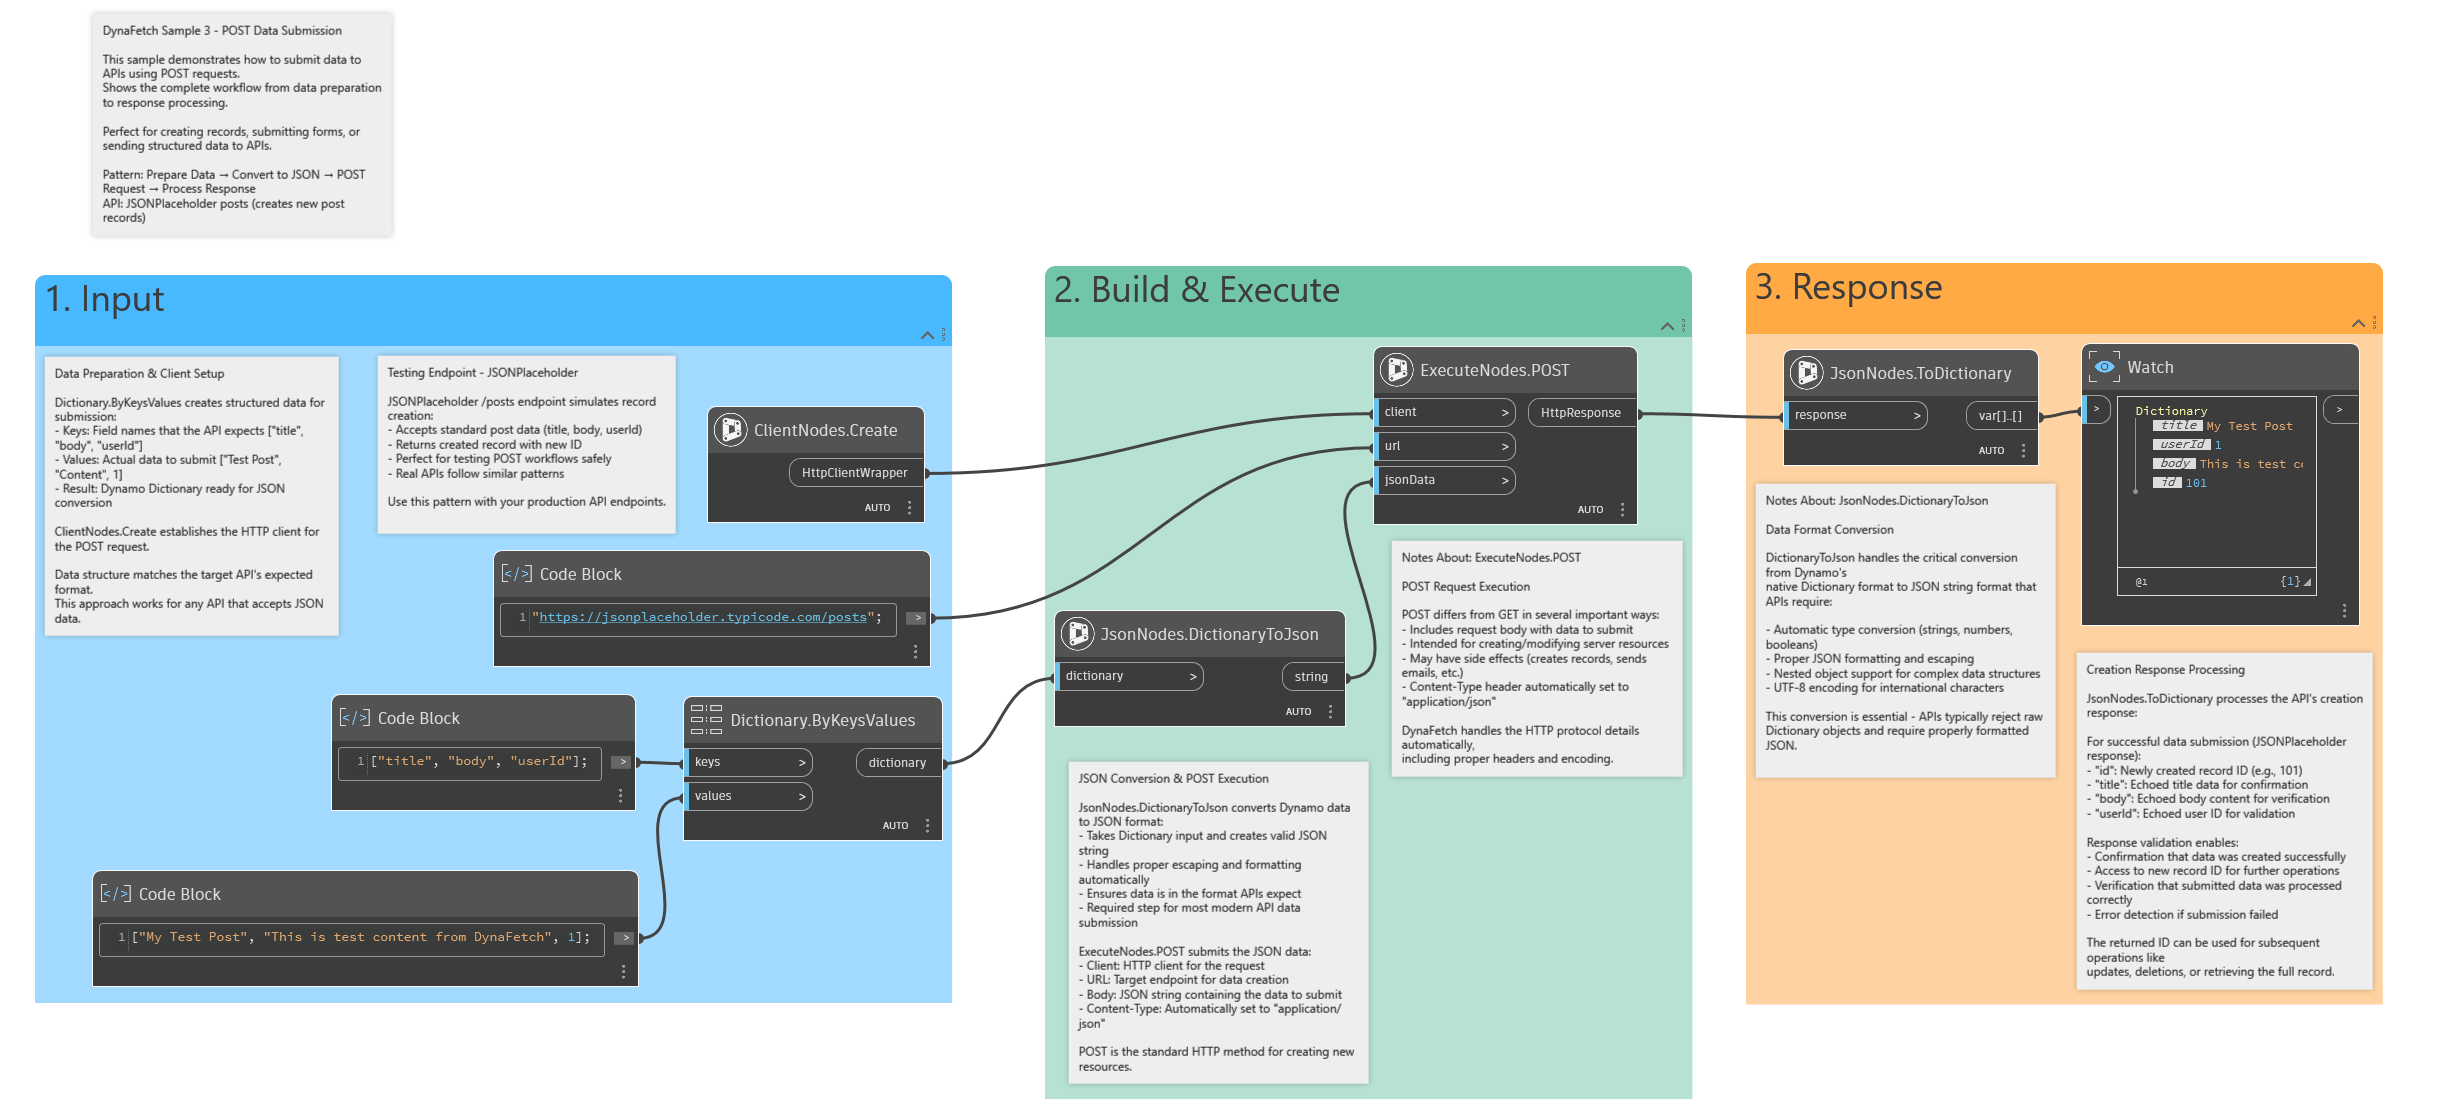 DynaFetch Sample 3 - POST Data Submission
This sample demonstrates how to submit data to
APIs using POST requests.
Shows the complete workflow from data preparation
to response processing.
Perfect for creating records, submitting forms, or
sending structured data to APIs.
Pattern: Prepare Data → Convert to JSON → POST
Request → Process Response
API: JSONPlaceholder posts (creates new post
records)
1. Input
Data Preparation & Client Setup
Dictionary.ByKeysValues creates structured data for
submission:
- Keys: Field names that the API expects ["title",
"body", "userId"]
- Values: Actual data to submit ["Test Post",
"Content", 1]
- Result: Dynamo Dictionary ready for JSON
conversion
ClientNodes.Create establishes the HTTP client for
the POST request.
Data structure matches the target API's expected
format.
This approach works for any API that accepts JSON
data.
Testing Endpoint - JSONPlaceholder
JSONPlaceholder /posts endpoint simulates record
creation:
- Accepts standard post data (title, body, userId)
- Returns created record with new ID
- Perfect for testing POST workflows safely
- Real APIs follow similar patterns
Use this pattern with your production API endpoints.
ClientNodes.Create
HttpClientWrapper
AUTO
Code Block
1 "https://jsonplaceholder.typicode.com/posts";
>
Code Block
1 ["title", "body", "userId"];
>
Dictionary.ByKeysValues
keys >
dictionary
values >
AUTO
Code Block
1 ["My Test Post", "This is test content from DynaFetch", 1];
>
2. Build & Execute
ExecuteNodes.POST
client >
HttpResponse
url >
jsonData >
AUTO
Notes About: ExecuteNodes.POST
POST Request Execution
POST differs from GET in several important ways:
- Includes request body with data to submit
- Intended for creating/modifying server resources
- May have side effects (creates records, sends
emails, etc.)
- Content-Type header automatically set to
"application/json"
DynaFetch handles the HTTP protocol details
automatically,
including proper headers and encoding.
JsonNodes.DictionaryToJson
dictionary >
string
AUTO
JSON Conversion & POST Execution
JsonNodes.DictionaryToJson converts Dynamo data
to JSON format:
- Takes Dictionary input and creates valid JSON
string
- Handles proper escaping and formatting
automatically
- Ensures data is in the format APIs expect
- Required step for most modern API data
submission
ExecuteNodes.POST submits the JSON data:
- Client: HTTP client for the request
- URL: Target endpoint for data creation
- Body: JSON string containing the data to submit
- Content-Type: Automatically set to "application/
json"
POST is the standard HTTP method for creating new
resources.
3. Response
JsonNodes.ToDictionary
response >
var[]..[]
AUTO
Notes About: JsonNodes.DictionaryToJson
Data Format Conversion
DictionaryToJson handles the critical conversion
from Dynamo's
native Dictionary format to JSON string format that
APIs require:
- Automatic type conversion (strings, numbers,
booleans)
- Proper JSON formatting and escaping
- Nested object support for complex data structures
- UTF-8 encoding for international characters
This conversion is essential - APIs typically reject raw
Dictionary objects and require properly formatted
JSON.
Watch
>
>
Dictionary
title My Test Post
userId 1
body This is test c
id 101
@1
{1}
Creation Response Processing
JsonNodes.ToDictionary processes the API's creation
response:
For successful data submission (JSONPlaceholder
response):
- "id": Newly created record ID (e.g., 101)
- "title": Echoed title data for confirmation
- "body": Echoed body content for verification
- "userId": Echoed user ID for validation
Response validation enables:
- Confirmation that data was created successfully
- Access to new record ID for further operations
- Verification that submitted data was processed
correctly
- Error detection if submission failed
The returned ID can be used for subsequent
operations like
updates, deletions, or retrieving the full record.